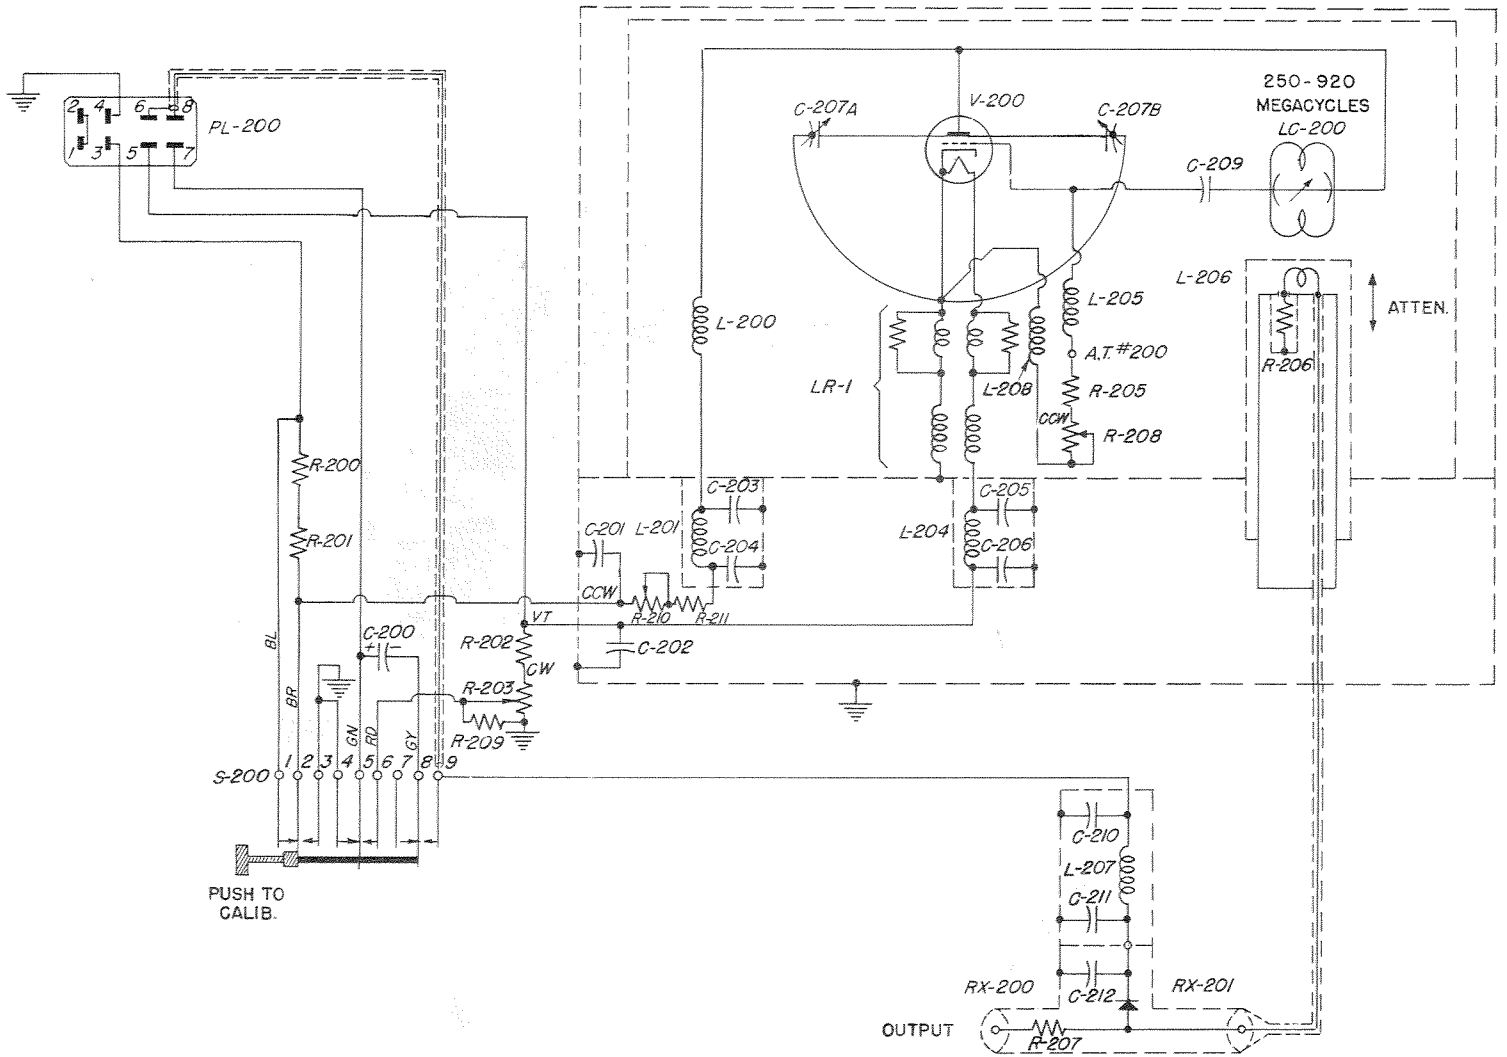 250-920
MEGACYCLES
LC-200
2 4 6 8
PL-200
1 3 5 7
C-207A
V-200
C-207B
C-209
L-206
ATTEN.
L-200
L-205
A.T.#200
R-206
LR-1
L-208
R-205
CCW
R-208
R-200
R-201
C-203
L-201
C-204
C-201
C-205
L-204
C-206
CCW
R-210
R-211
VT
C-202
C-200
+ -
R-202
CW
R-203
R-209
BL
BR
GN
RD
GY
S-200
1 2 3 4 5 6 7 8 9
PUSH TO
CALIB.
C-210
L-207
C-211
C-212
RX-200
RX-201
OUTPUT
R-207